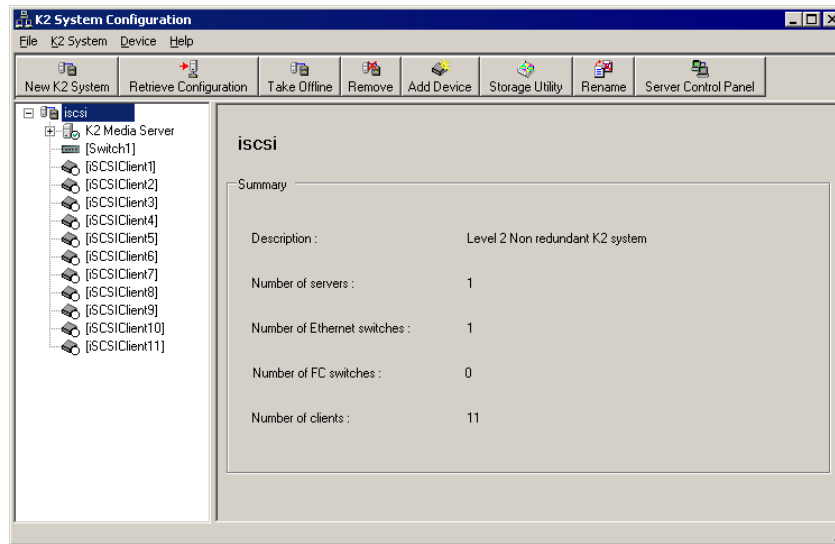 K2 System Configuration
File K2 System Device Help
New K2 System Retrieve Configuration Take Offline Remove Add Device Storage Utility Rename Server Control Panel
iscsi
K2 Media Server
[Switch1]
[iSCSIClient1]
[iSCSIClient2]
[iSCSIClient3]
[iSCSIClient4]
[iSCSIClient5]
[iSCSIClient6]
[iSCSIClient7]
[iSCSIClient8]
[iSCSIClient9]
[iSCSIClient10]
[iSCSIClient11]
iscsi
Summary
Description : Level 2 Non redundant K2 system
Number of servers : 1
Number of Ethernet switches : 1
Number of FC switches : 0
Number of clients : 11